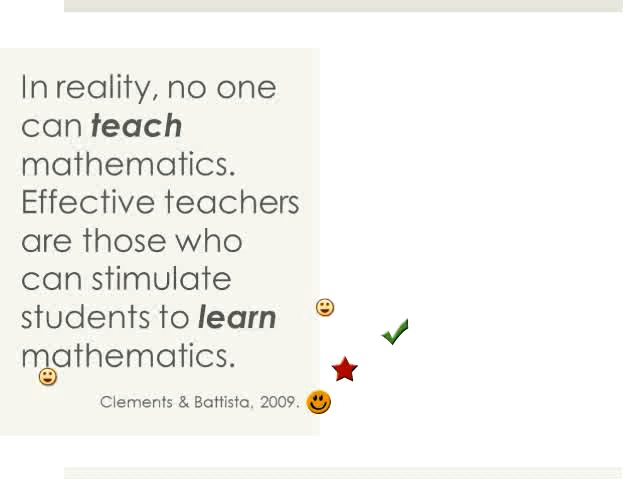 In reality, no one
can teach
mathematics.
Effective teachers
are those who
can stimulate
students to learn
mathematics.
Clements & Battista, 2009.